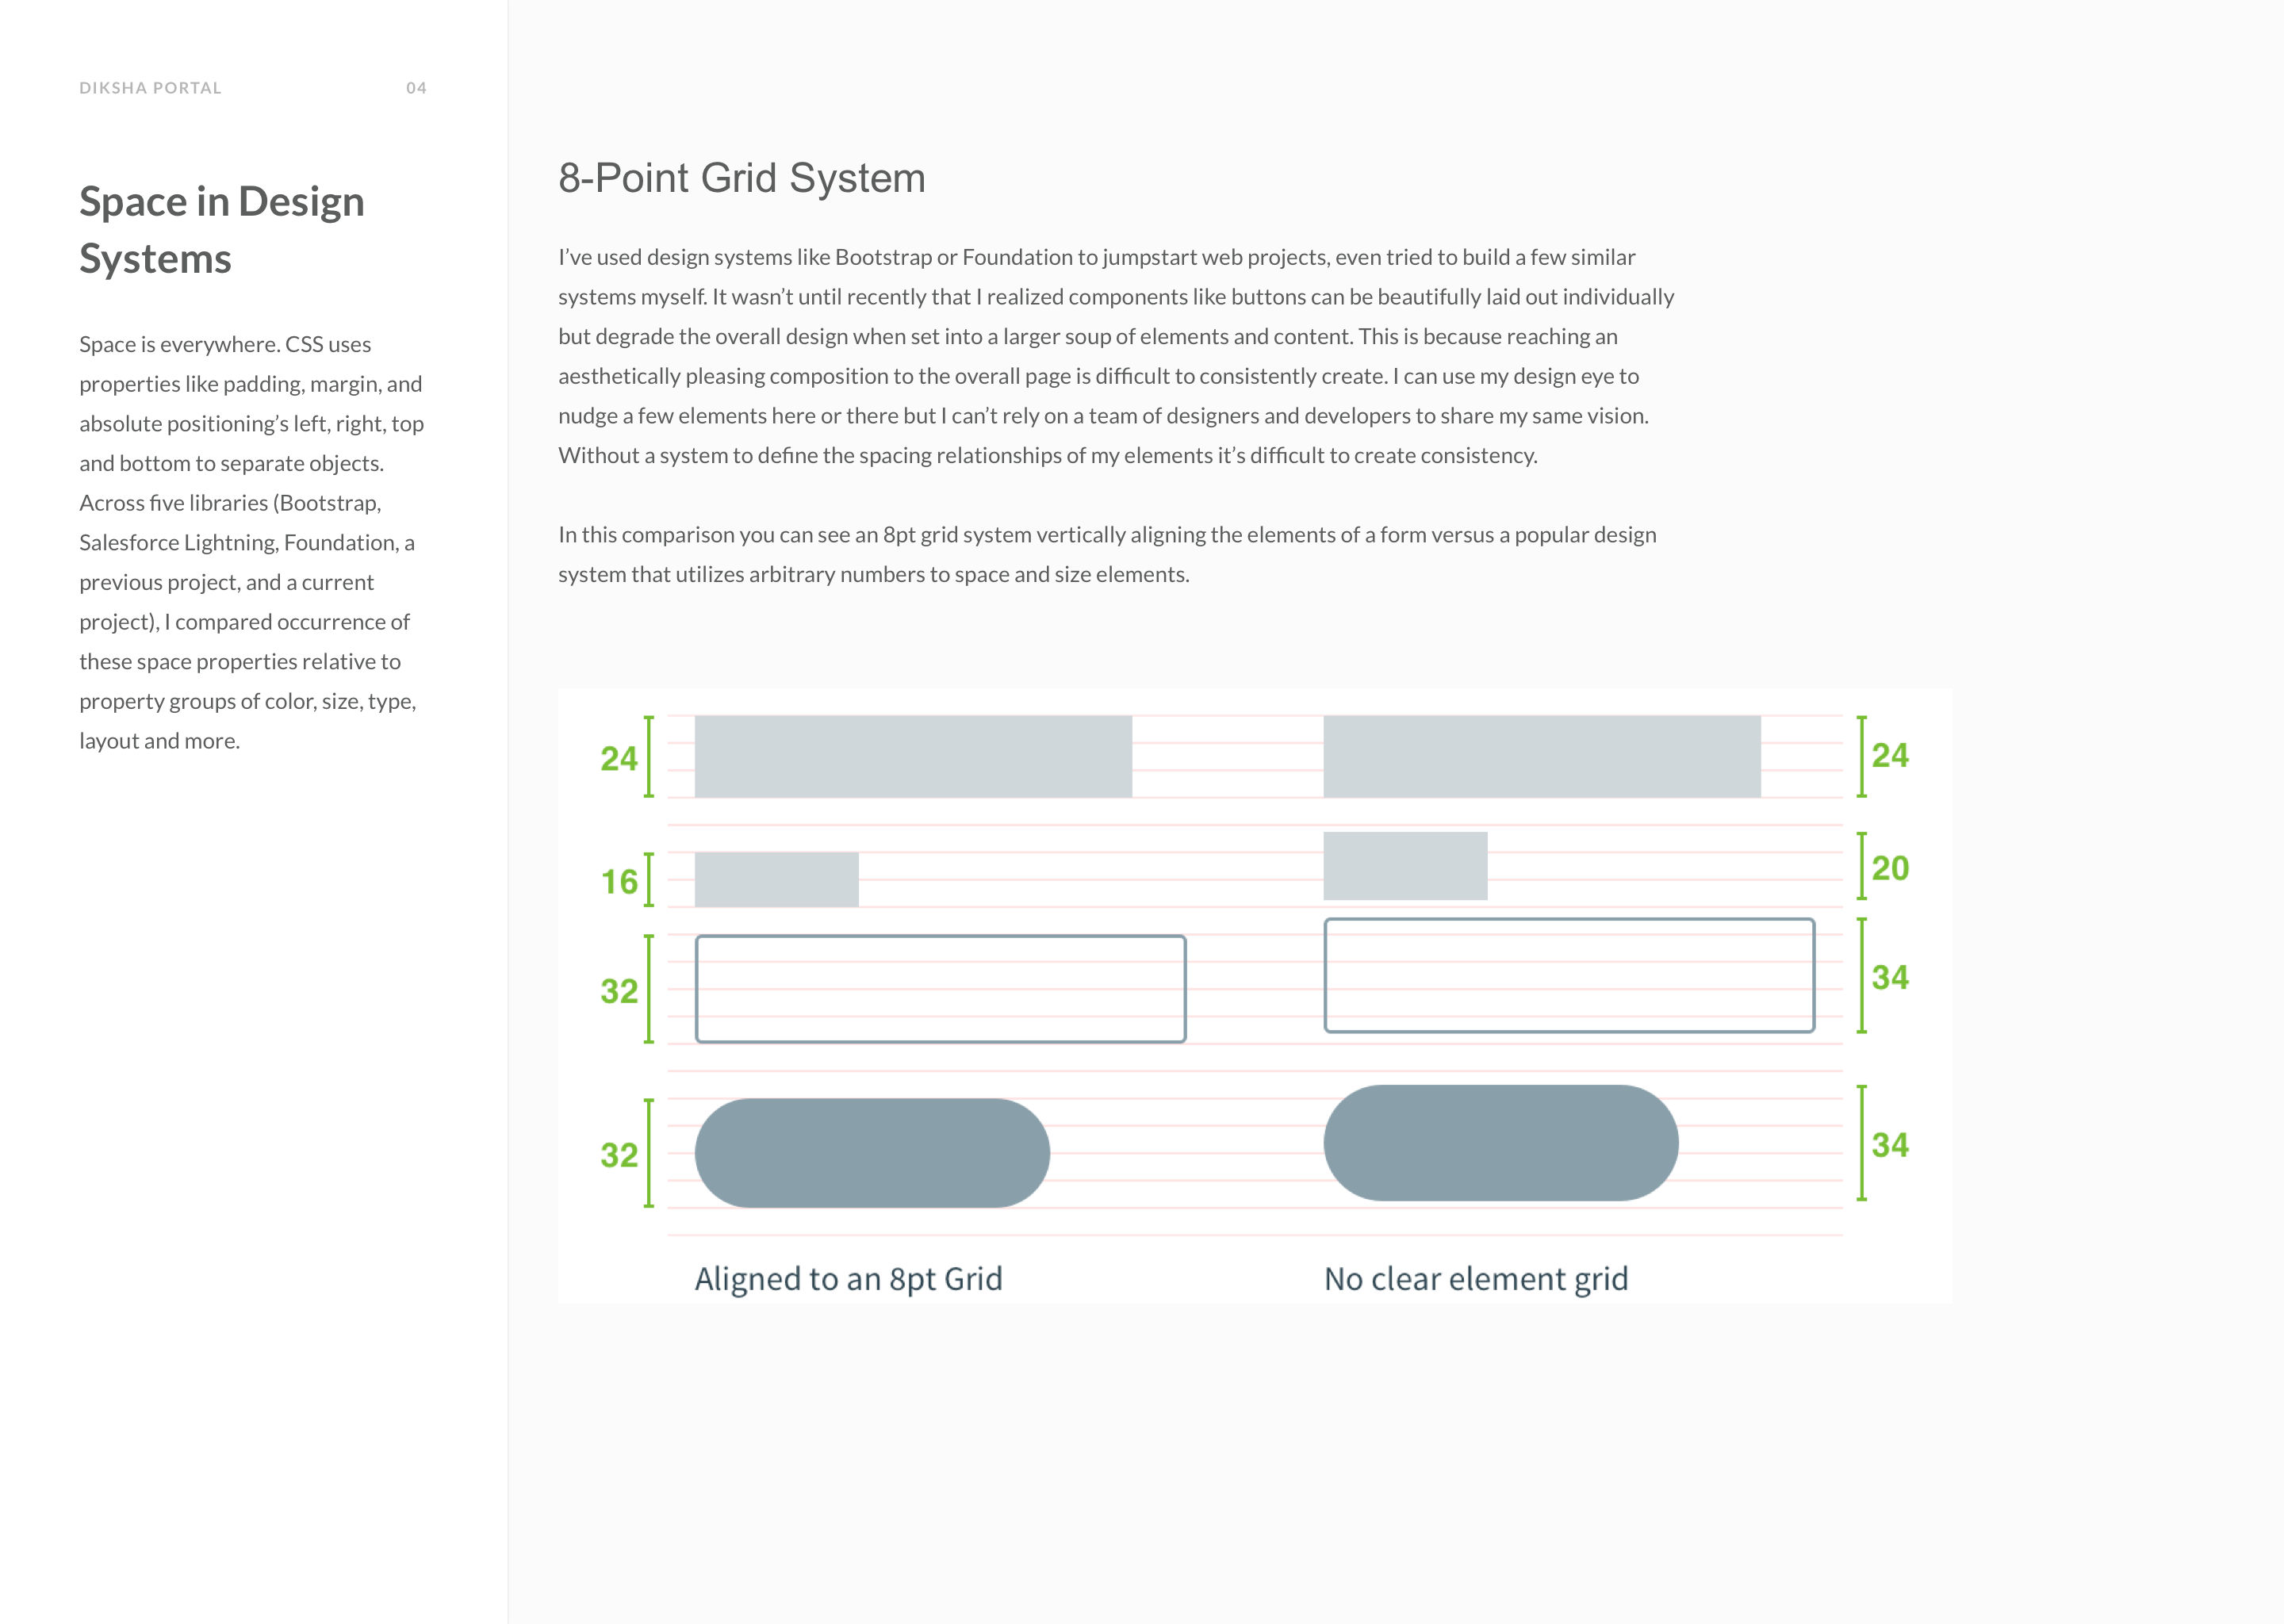 DIKSHA PORTAL 04
Space in Design
Systems
Space is everywhere. CSS uses
properties like padding, margin, and
absolute positioning’s left, right, top
and bottom to separate objects.
Across five libraries (Bootstrap,
Salesforce Lightning, Foundation, a
previous project, and a current
project), I compared occurrence of
these space properties relative to
property groups of color, size, type,
layout and more.
8-Point Grid System
I’ve used design systems like Bootstrap or Foundation to jumpstart web projects, even tried to build a few similar
systems myself. It wasn’t until recently that I realized components like buttons can be beautifully laid out individually
but degrade the overall design when set into a larger soup of elements and content. This is because reaching an
aesthetically pleasing composition to the overall page is difficult to consistently create. I can use my design eye to
nudge a few elements here or there but I can’t rely on a team of designers and developers to share my same vision.
Without a system to define the spacing relationships of my elements it’s difficult to create consistency.
In this comparison you can see an 8pt grid system vertically aligning the elements of a form versus a popular design
system that utilizes arbitrary numbers to space and size elements.
24 24
16 20
32 34
32 34
Aligned to an 8pt Grid No clear element grid